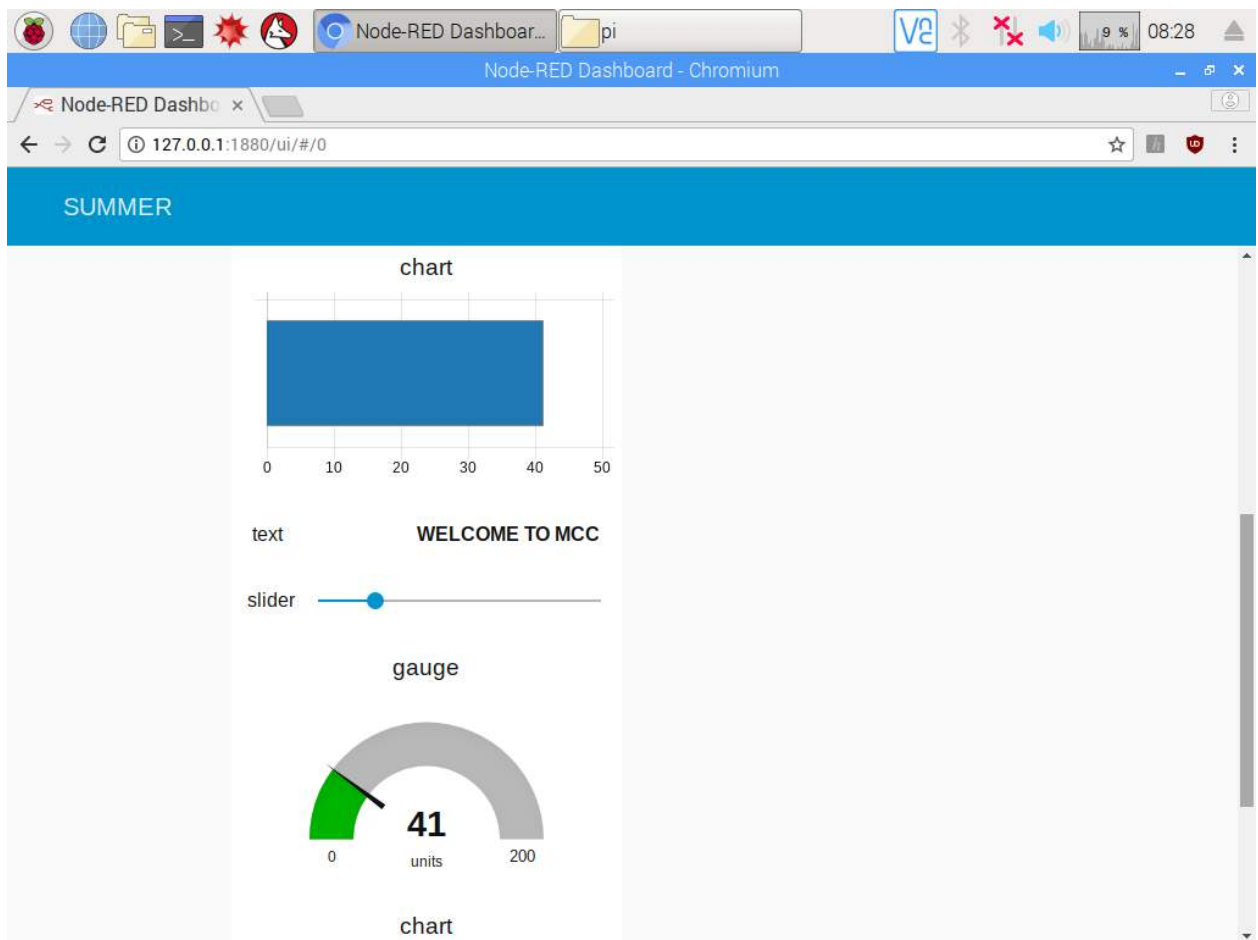 Node-RED Dashboar...
pi
9 %
08:28
Node-RED Dashboard - Chromium
Node-RED Dashbo
127.0.0.1:1880/ui/#/0
SUMMER
chart
0 10 20 30 40 50
text WELCOME TO MCC
slider
gauge
41
0 units 200
chart